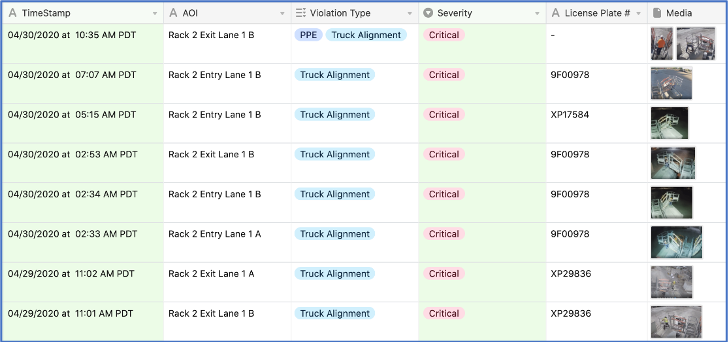 TimeStamp AOI Violation Type Severity License Plate # Media
04/30/2020 at 10:35 AM PDT Rack 2 Exit Lane 1 B PPE Truck Alignment Critical -
04/30/2020 at 07:07 AM PDT Rack 2 Entry Lane 1 B Truck Alignment Critical 9F00978
04/30/2020 at 05:15 AM PDT Rack 2 Entry Lane 1 B Truck Alignment Critical XP17584
04/30/2020 at 02:53 AM PDT Rack 2 Exit Lane 1 B Truck Alignment Critical 9F00978
04/30/2020 at 02:34 AM PDT Rack 2 Entry Lane 1 B Truck Alignment Critical 9F00978
04/30/2020 at 02:33 AM PDT Rack 2 Entry Lane 1 A Truck Alignment Critical 9F00978
04/29/2020 at 11:02 AM PDT Rack 2 Exit Lane 1 A Truck Alignment Critical XP29836
04/29/2020 at 11:01 AM PDT Rack 2 Exit Lane 1 B Truck Alignment Critical XP29836